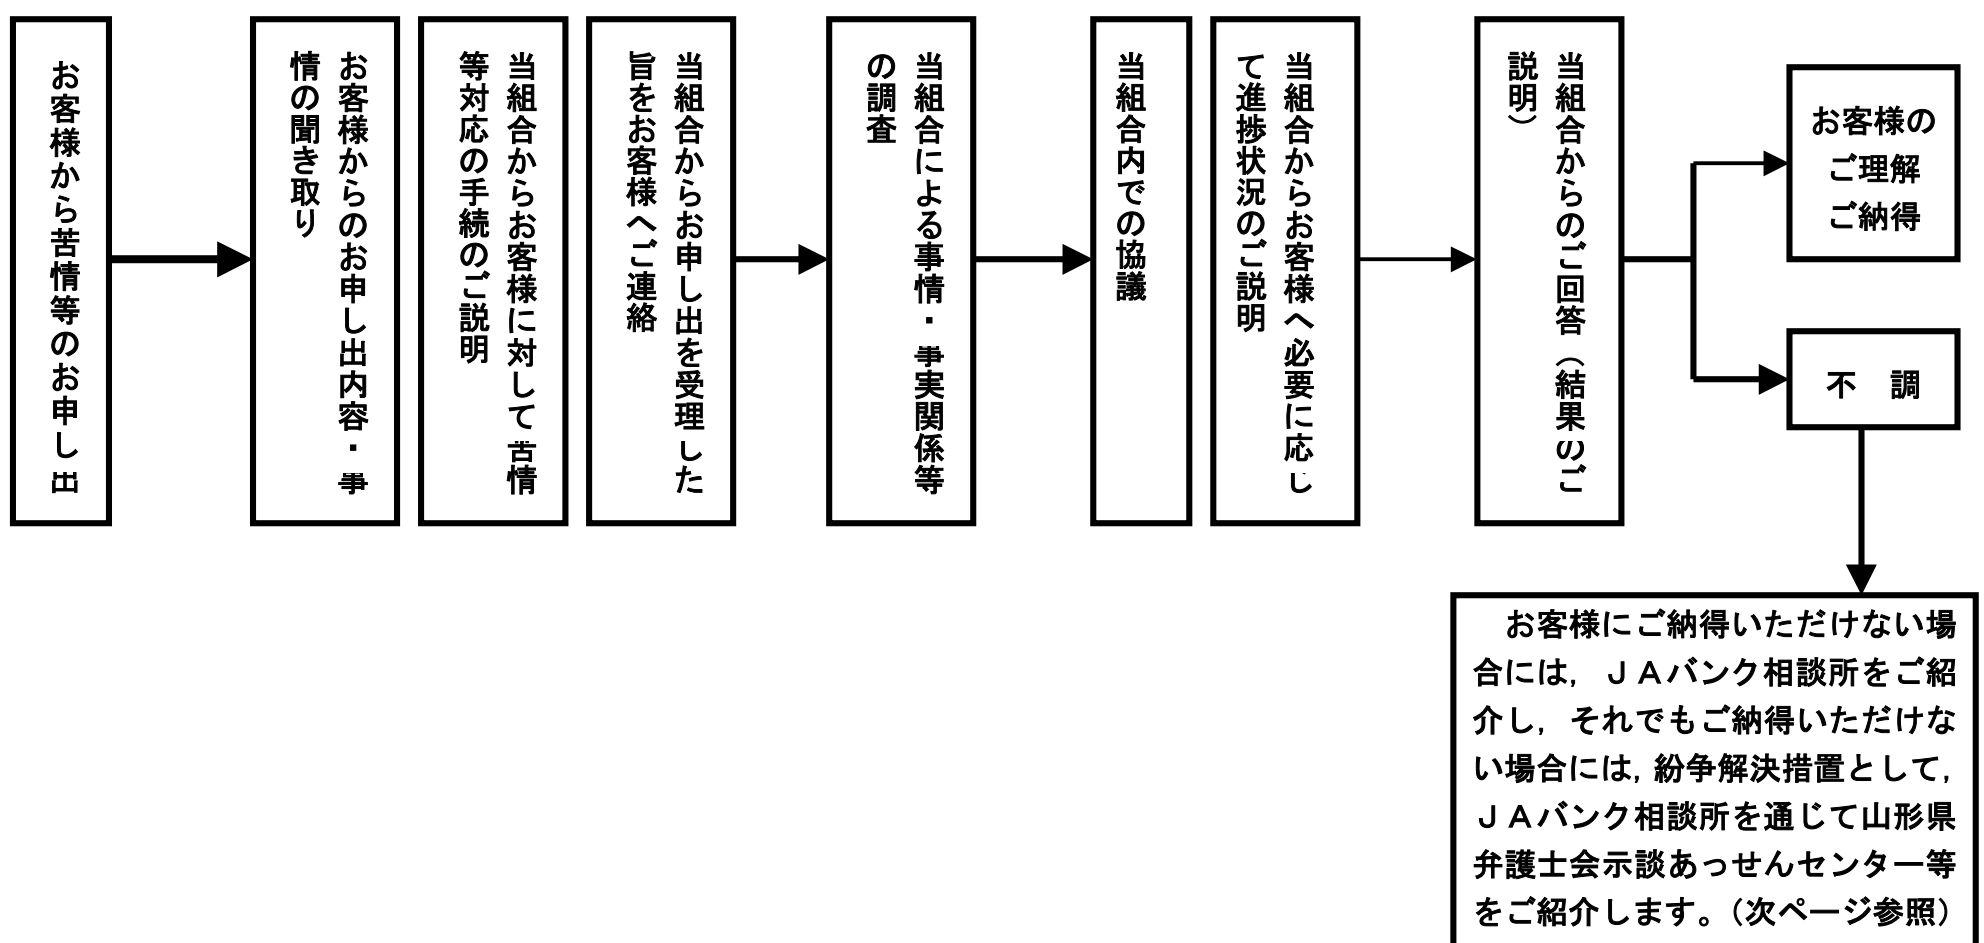 お客様から苦情等のお申し出
お客様からのお申し出内容・事
情の聞き取り
当組合からお客様に対して苦情
等対応の手続のご説明
当組合からお申し出を受理した
旨をお客様へご連絡
当組合による事情・事実関係等
の調査
当組合内での協議
当組合からお客様へ必要に応じ
て進捗状況のご説明
当組合からのご回答（結果のご
説明）
お客様の
ご理解
ご納得
不　調
　お客様にご納得いただけない場
合には，ＪＡバンク相談所をご紹
介し，それでもご納得いただけな
い場合には，紛争解決措置として，
ＪＡバンク相談所を通じて山形県
弁護士会示談あっせんセンター等
をご紹介します。（次ページ参照）